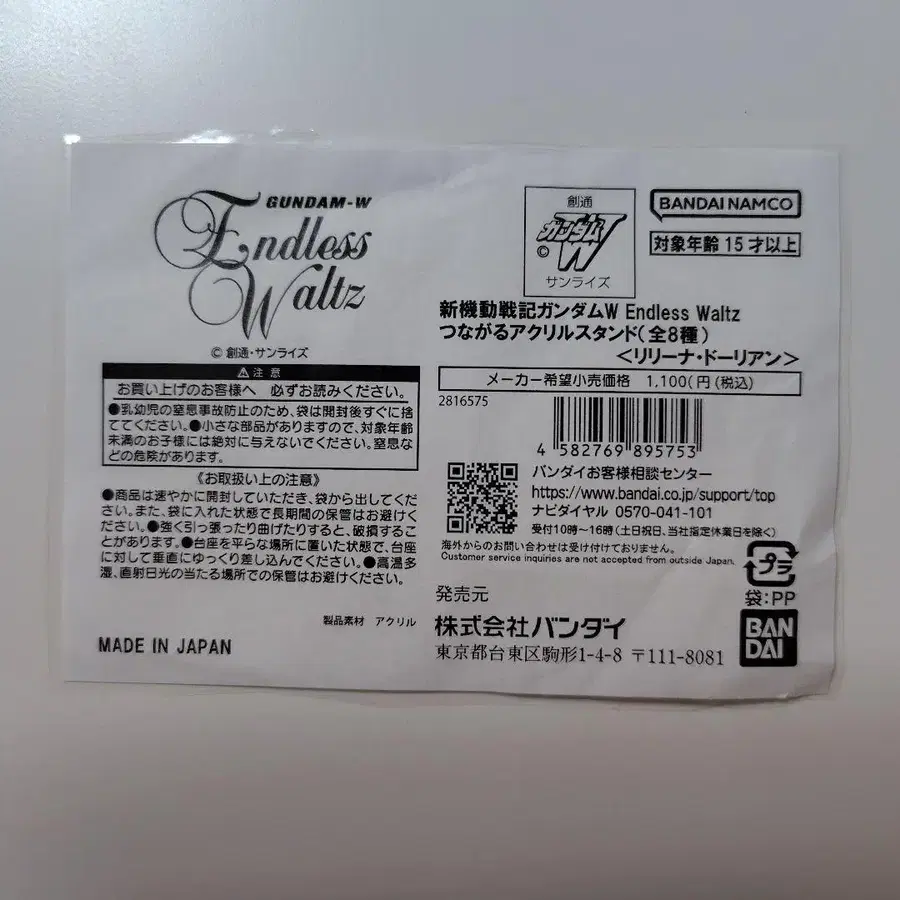 GUNDAM-W
Endless
Waltz
© 創通・サンライズ
⚠ 注意
お買い上げのお客様へ 必ずお読みください。
●乳幼児の窒息事故防止のため、袋は開封後すぐに捨
ててください。●小さな部品がありますので、対象年齢
未満のお子様には絶対に与えないでください。窒息な
どの危険があります。
《お取扱い上の注意》
●商品は速やかに開封していただき、袋から出してくだ
さい。また、袋に入れた状態で長期間の保管はお避けく
ださい。●強く引っ張ったり曲げたりすると、破損するこ
とがあります。●台座を平らな場所に置いた状態で、台座
に対して垂直にゆっくり差し込んでください。●高温多
湿、直射日光の当たる場所での保管はお避けください。
製品素材 アクリル
MADE IN JAPAN
創通
ガンダムW
©
サンライズ
BANDAI NAMCO
対象年齢 15才以上
新機動戦記ガンダムW Endless Waltz
つながるアクリルスタンド(全8種)
<リリーナ・ドーリアン>
メーカー希望小売価格 1,100(円(税込)
2816575
4 582769 895753
バンダイお客様相談センター
https://www.bandai.co.jp/support/top
ナビダイヤル 0570-041-101
受付10時~16時(土日祝日、当社指定休業日を除く)
海外からのお問い合わせは受け付けておりません。
Customer service inquiries are not accepted from outside Japan.
プラ
袋:PP
発売元
株式会社バンダイ
東京都台東区駒形1-4-8 〒111-8081
BAN
DAI